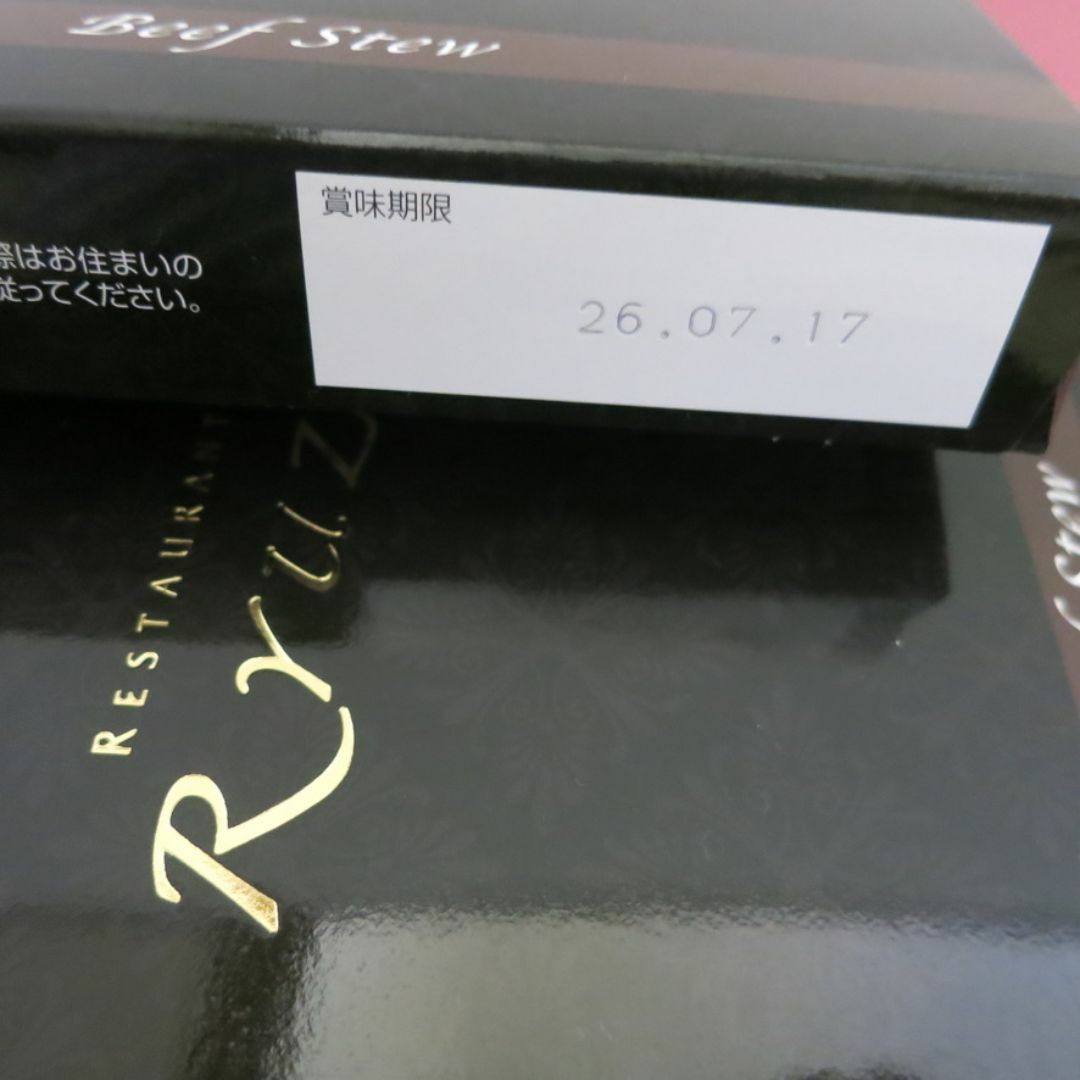 Beef Stew
賞味期限
際はお住まいの
従ってください。
26.07.17
RESTAURANT